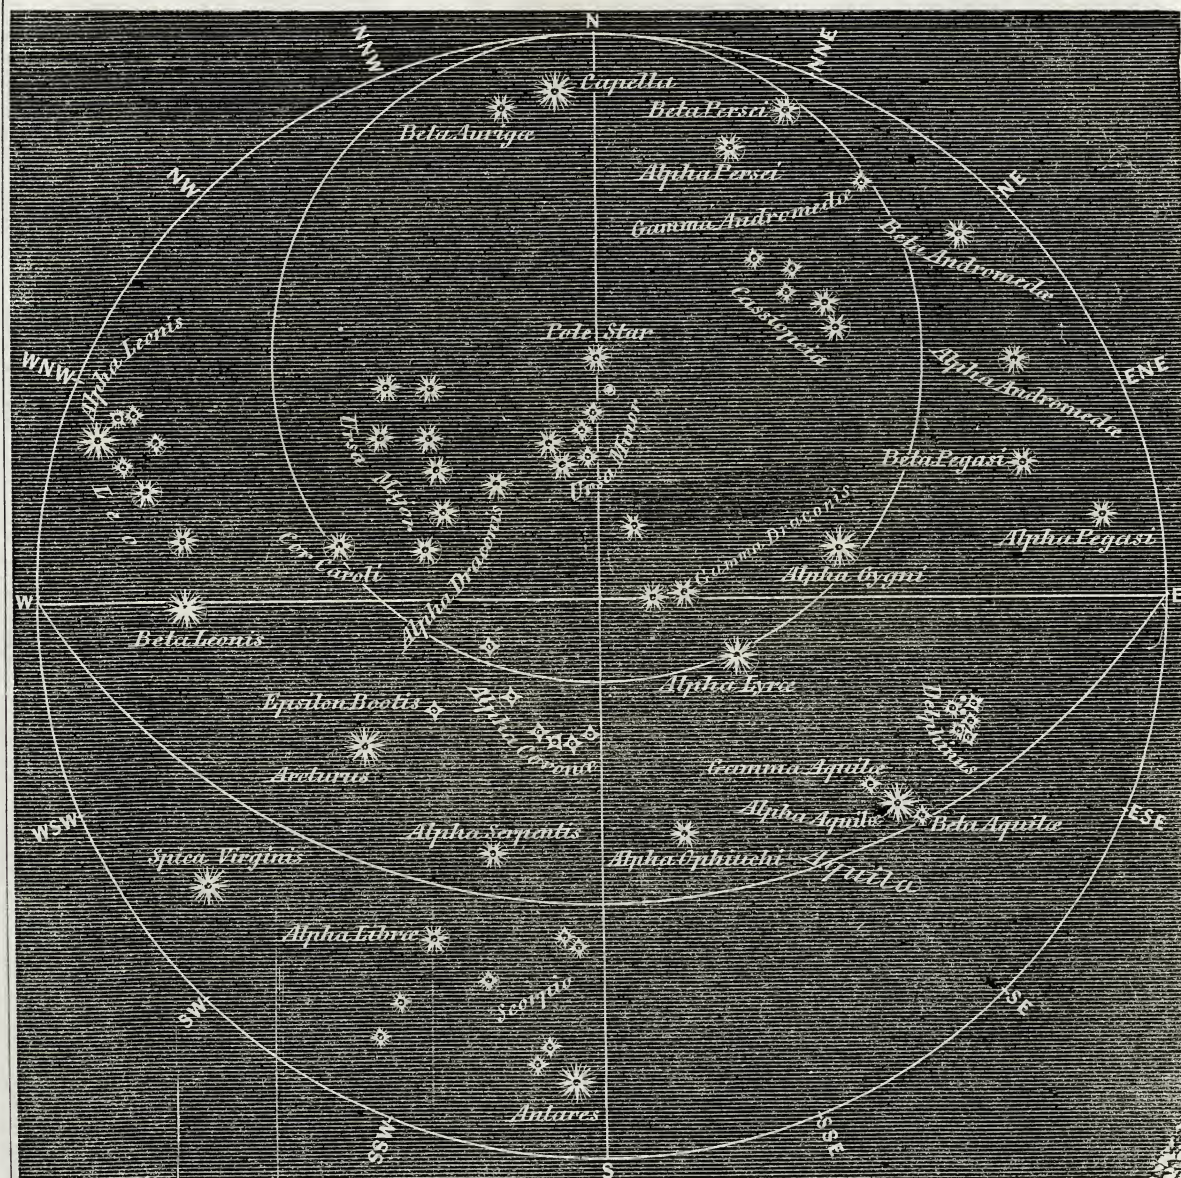 N
NNW
NNE
Capella
Beta Aurigæ
Beta Persei
Alpha Persei
NW
NE
Gamma Andromedæ
Beta Andromedæ
Cassiopeia
Pole Star
Alpha Leonis
WNW
ENE
Alpha Andromedæ
Ursa Major
Ursa Minor
Beta Pegasi
Leo
Alpha Pegasi
Cor Caroli
Alpha Draconis
Gamma Draconis
Alpha Cygni
W
E
Beta Leonis
Alpha Lyræ
Epsilon Bootis
Alpha Coronæ
Delphinus
Arcturus
Gamma Aquilæ
Alpha Aquilæ
Beta Aquilæ
WSW
ESE
Alpha Serpentis
Alpha Ophiuchi
Aquila
Spica Virginis
Alpha Libræ
Scorpio
SW
SE
Antares
SSW
SSE
S